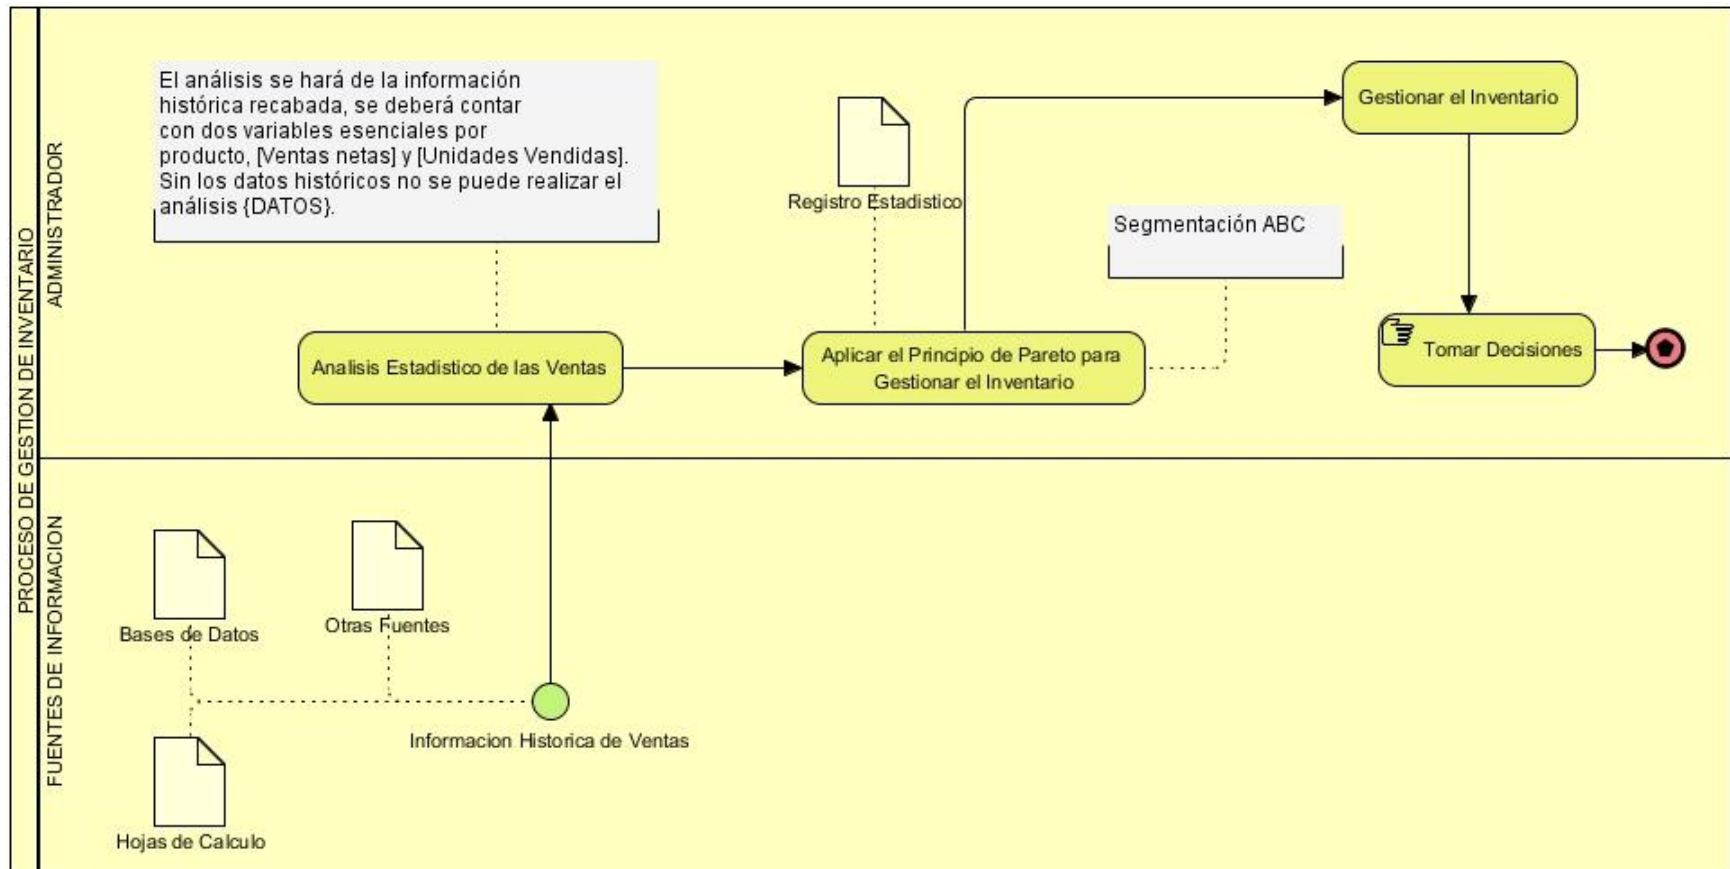 PROCESO DE GESTION DE INVENTARIO
ADMINISTRADOR
El análisis se hará de la información
histórica recabada, se deberá contar
con dos variables esenciales por
producto, [Ventas netas] y [Unidades Vendidas].
Sin los datos históricos no se puede realizar el
análisis {DATOS}.
Registro Estadistico
Segmentación ABC
Gestionar el Inventario
Analisis Estadistico de las Ventas
Aplicar el Principio de Pareto para
Gestionar el Inventario
Tomar Decisiones
FUENTES DE INFORMACION
Bases de Datos
Otras Fuentes
Informacion Historica de Ventas
Hojas de Calculo